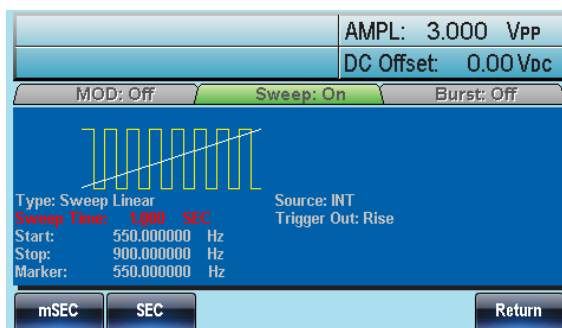 AMPL: 3.000 VPP
DC Offset: 0.00 VDC
MOD: Off Sweep: On Burst: Off
Type: Sweep Linear Source: INT
Sweep Time: 1.000 SEC Trigger Out: Rise
Start: 550.000000 Hz
Stop: 900.000000 Hz
Marker: 550.000000 Hz
mSEC SEC Return